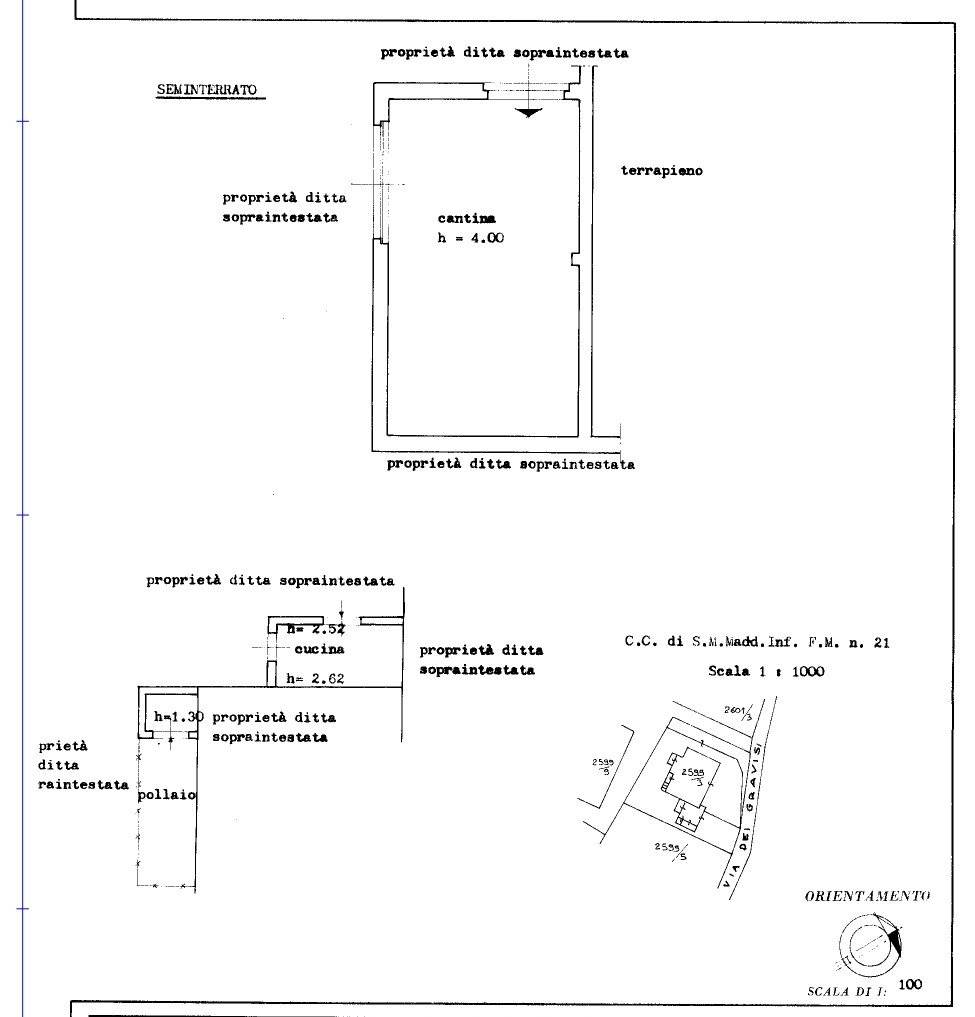 proprietà ditta sopraintestata
SEMINTERRATO
terrapieno
proprietà ditta
sopraintestata
cantina
h = 4.00
proprietà ditta sopraintestata
proprietà ditta sopraintestata
h= 2.52
cucina
h= 2.62
proprietà ditta
sopraintestata
h=1.30
proprietà ditta
sopraintestata
prietà
ditta
raintestata
pollaio
C.C. di S.M.Madd.Inf. F.M. n. 21
Scala 1 : 1000
2601/3
2599/9
2599/3
2599/5
VIA DEI GRAVISI
ORIENTAMENTO
SCALA DI 1: 100